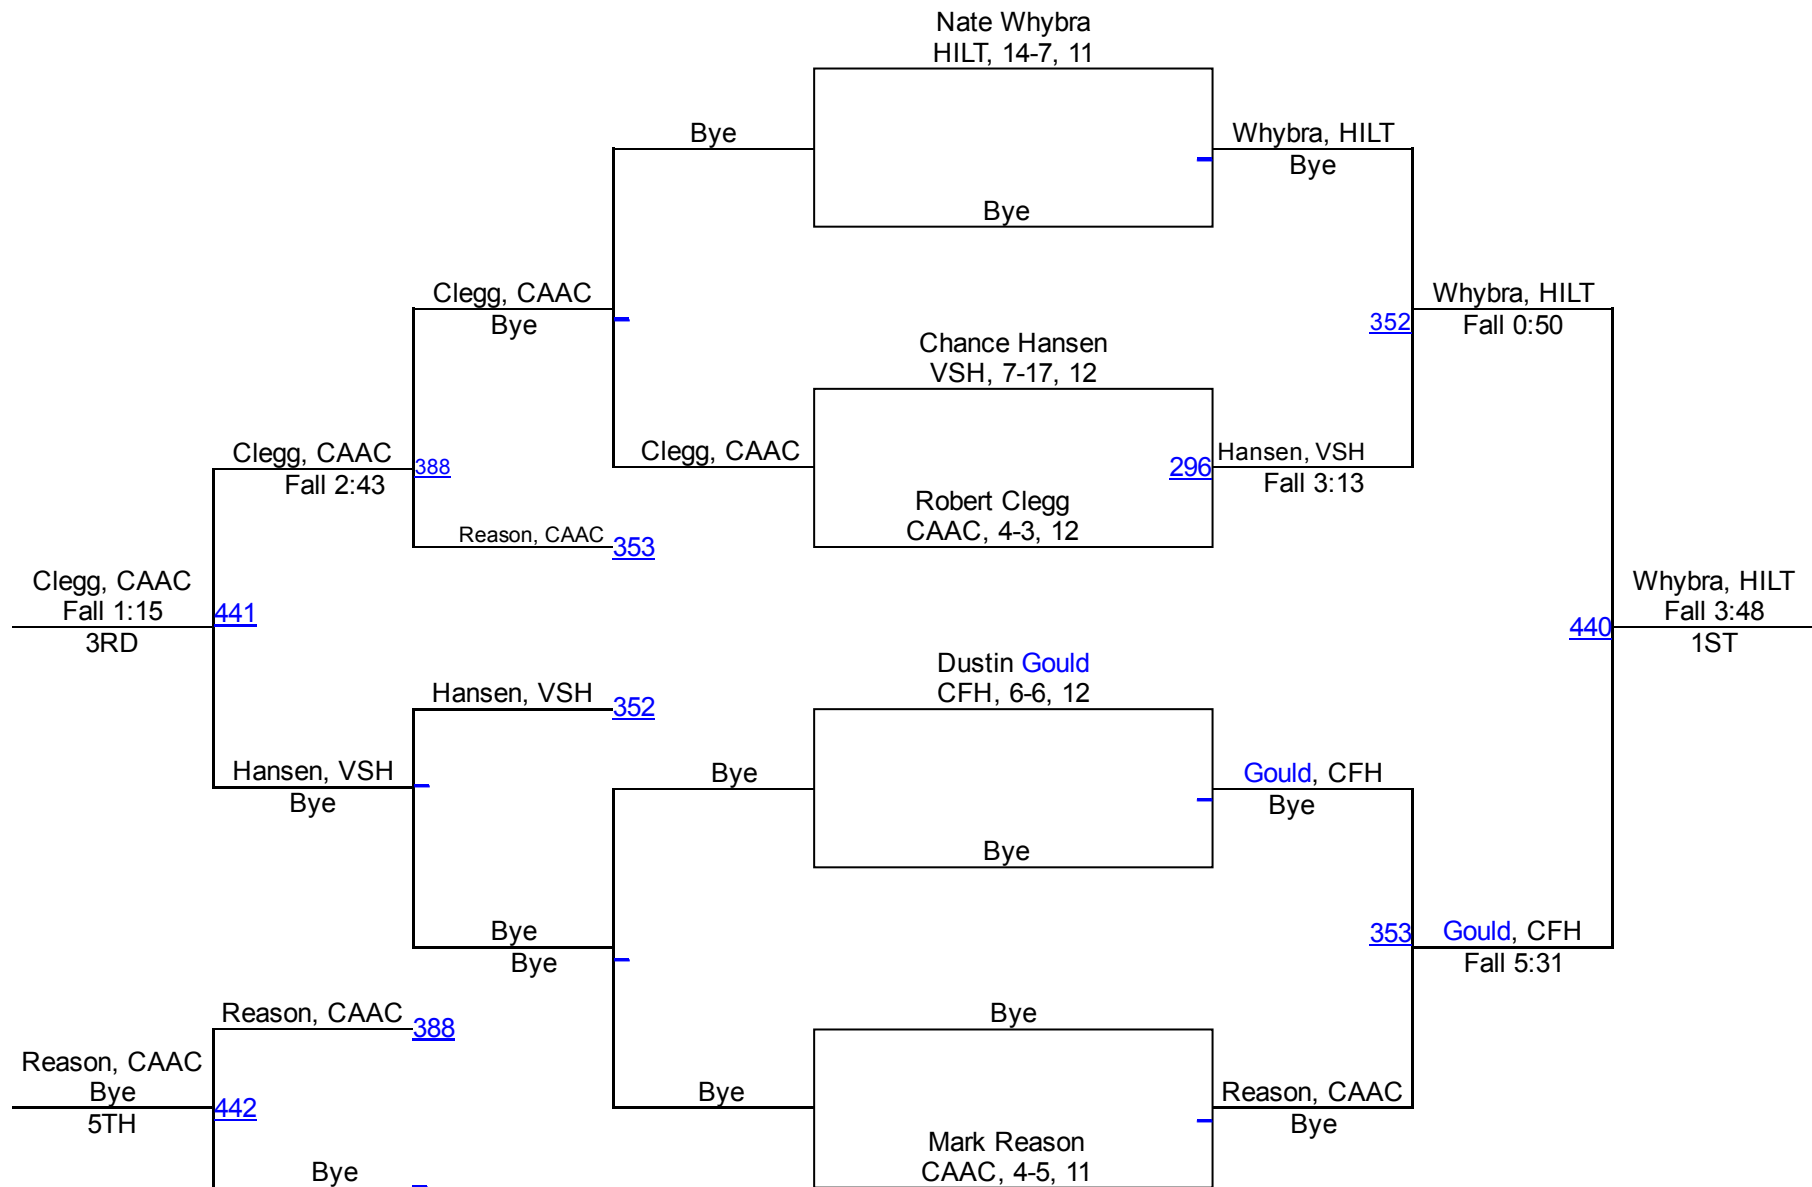 Nate Whybra
HILT, 14-7, 11
Bye
Whybra, HILT
Bye
Bye
Clegg, CAAC
Bye
Whybra, HILT
352
Fall 0:50
Chance Hansen
VSH, 7-17, 12
Clegg, CAAC
388
Fall 2:43
Clegg, CAAC
296
Hansen, VSH
Fall 3:13
Robert Clegg
CAAC, 4-3, 12
Reason, CAAC
353
Clegg, CAAC
Fall 1:15
441
3RD
Whybra, HILT
Fall 3:48
440
1ST
Dustin Gould
CFH, 6-6, 12
Hansen, VSH
352
Hansen, VSH
Bye
Bye
Gould, CFH
Bye
Bye
Bye
Bye
353
Gould, CFH
Fall 5:31
Reason, CAAC
388
Bye
Reason, CAAC
Bye
442
5TH
Bye
Reason, CAAC
Bye
Mark Reason
CAAC, 4-5, 11
Bye